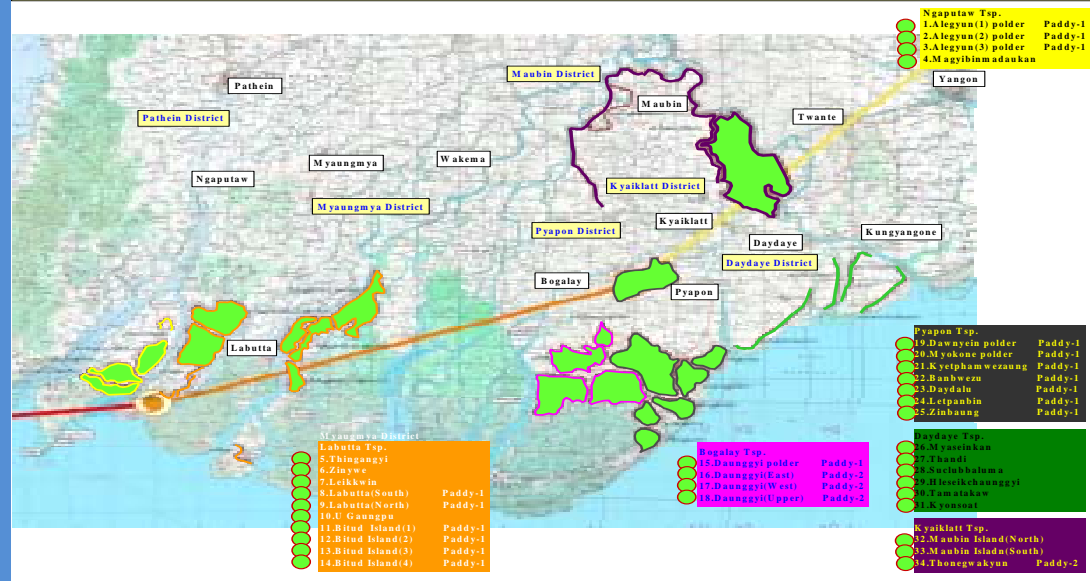 Ngaputaw Tsp.
1.Alegyun(1) polder Paddy-1
2.Alegyun(2) polder Paddy-1
3.Alegyun(3) polder Paddy-1
4.Magyibinmadaukan
Yangon
Maubin District
Pathein
Maubin
Pathein District
Twante
Wakema
Myaungmya
Ngaputaw
Kyaiklatt District
Myaungmya District
Kyaiklatt
Pyapon District
Kungyangone
Daydaye
Daydaye District
Bogalay
Pyapon
Labutta
Pyapon Tsp.
19.Dawnyein polder Paddy-1
20.Myokone polder Paddy-1
21.Kyetphamwezaung Paddy-1
22.Banbwezu Paddy-1
23.Daydalu Paddy-1
24.Letpanbin Paddy-1
25.Zinbaung Paddy-1
Myaungmya District
Labutta Tsp.
5.Thingangyi
6.Zinywe
7.Leikkwin
8.Labutta(South) Paddy-1
9.Labutta(North) Paddy-1
10.U Gaungpu
11.Bitud Island(1) Paddy-1
12.Bitud Island(2) Paddy-1
13.Bitud Island(3) Paddy-1
14.Bitud Island(4) Paddy-1
Bogalay Tsp.
15.Daunggyi polder Paddy-1
16.Daunggyi(East) Paddy-2
17.Daunggyi(West) Paddy-2
18.Daunggyi(Upper) Paddy-2
Daydaye Tsp.
26.Myaseinkan
27.Thandi
28.Suclubbaluma
29.Hleseikchaunggyi
30.Tamatakaw
31.Kyonsoat
Kyaiklatt Tsp.
32.Maubin Island(North)
33.Maubin Isladn(South)
34.Thonegwakyun Paddy-2